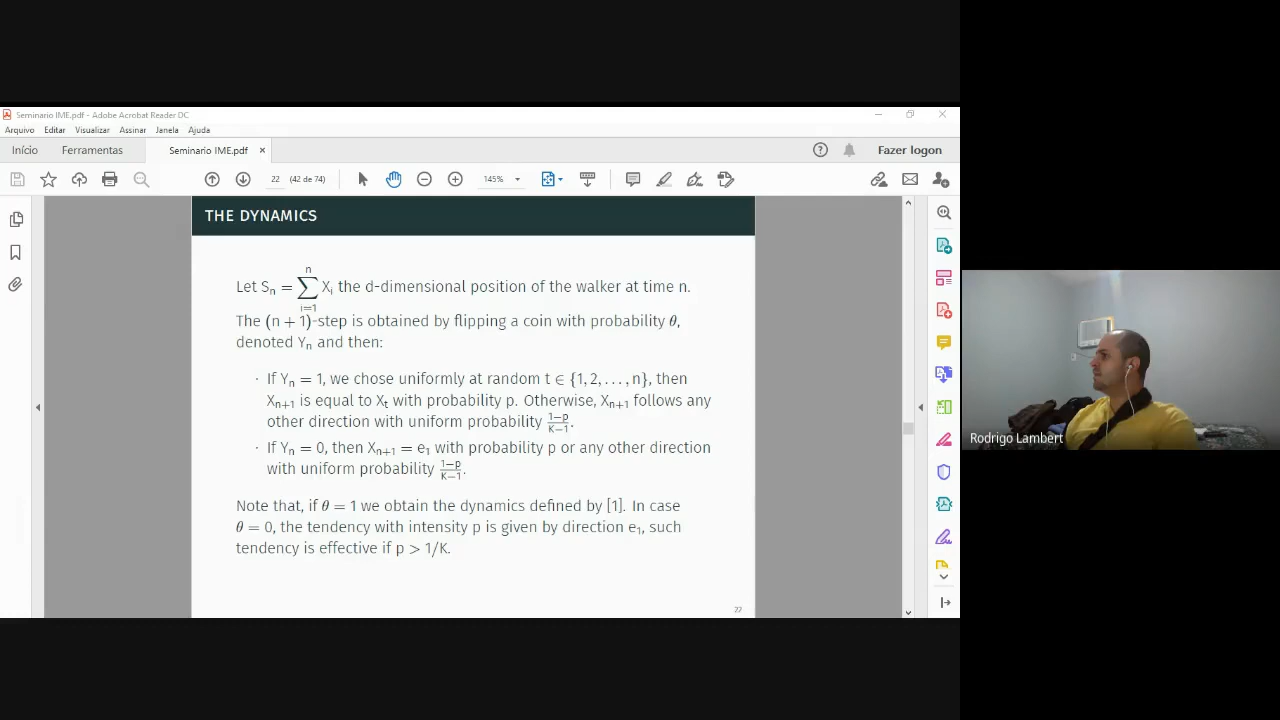 Seminario IME.pdf - Adobe Acrobat Reader DC
Arquivo Editar Visualizar Assinar Janela Ajuda
Início Ferramentas Seminario IME.pdf × Fazer logon
22 (42 de 74) 145%
THE DYNAMICS
Let Sₙ = ∑ⁿᵢ₌₁ Xᵢ the d-dimensional position of the walker at time n.
The (n + 1)-step is obtained by flipping a coin with probability θ,
denoted Yₙ and then:
· If Yₙ = 1, we chose uniformly at random t ∈ {1, 2, . . . , n}, then
Xₙ₊₁ is equal to Xₜ with probability p. Otherwise, Xₙ₊₁ follows any
other direction with uniform probability (1−p)/(K−1).
· If Yₙ = 0, then Xₙ₊₁ = e₁ with probability p or any other direction
with uniform probability (1−p)/(K−1).
Note that, if θ = 1 we obtain the dynamics defined by [1]. In case
θ = 0, the tendency with intensity p is given by direction e₁, such
tendency is effective if p > 1/K.
Rodrigo Lambert